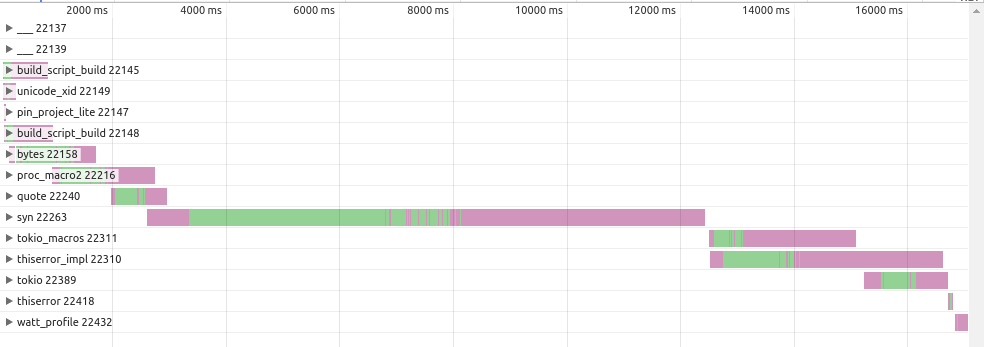 2000 ms 4000 ms 6000 ms 8000 ms 10000 ms 12000 ms 14000 ms 16000 ms
___ 22137
___ 22139
build_script_build 22145
unicode_xid 22149
pin_project_lite 22147
build_script_build 22148
bytes 22158
proc_macro2 22216
quote 22240
syn 22263
tokio_macros 22311
thiserror_impl 22310
tokio 22389
thiserror 22418
watt_profile 22432